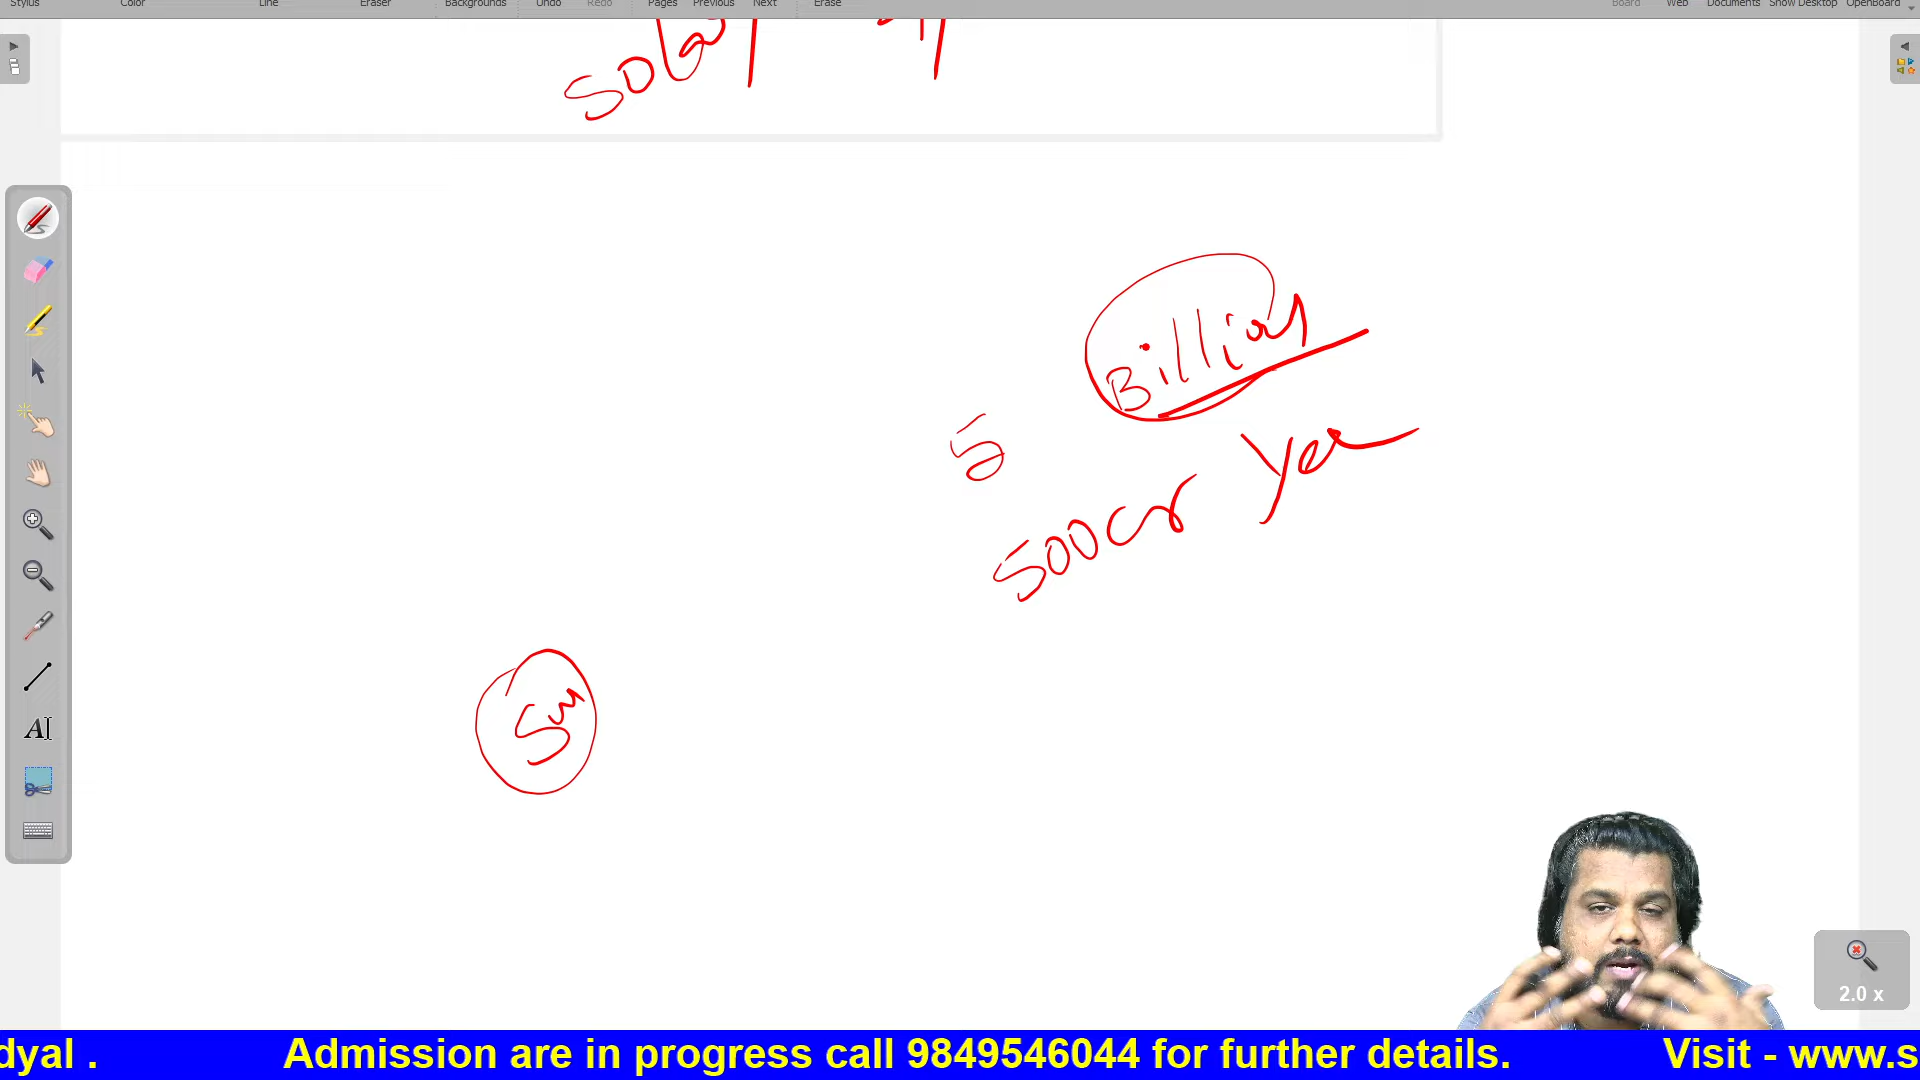 Stylus Color Line Eraser Backgrounds Undo Redo Pages Previous Next Erase Board Web Documents Show Desktop OpenBoard
Billion
5
500cr Yea
Sun
2.0 x
dyal . Admission are in progress call 9849546044 for further details. Visit - www.s